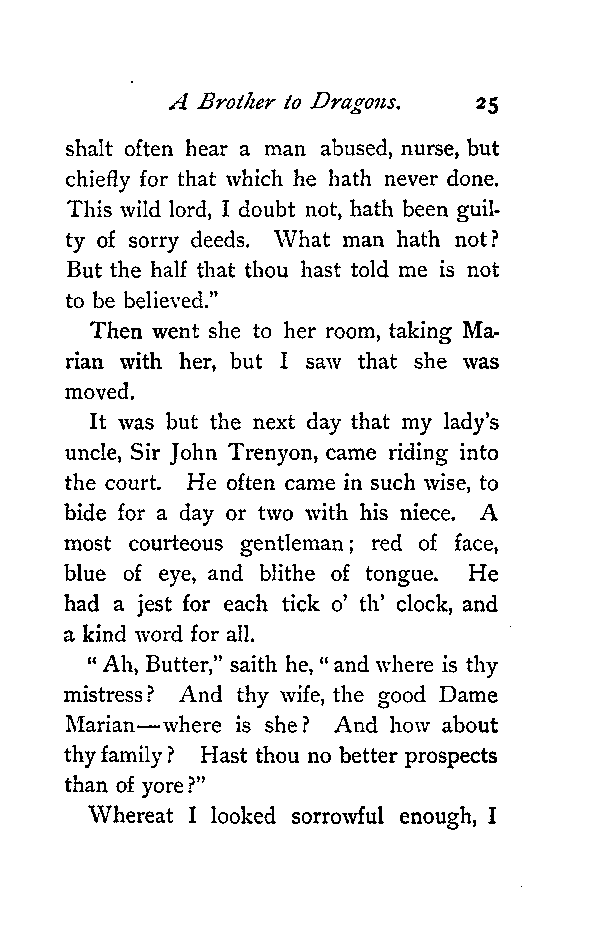 A Brother to Dragons. 25
shalt often hear a man abused, nurse, but
chiefly for that which he hath never done.
This wild lord, I doubt not, hath been guil-
ty of sorry deeds. What man hath not?
But the half that thou hast told me is not
to be believed.”
Then went she to her room, taking Ma-
rian with her, but I saw that she was
moved.
It was but the next day that my lady's
uncle, Sir John Trenyon, came riding into
the court. He often came in such wise, to
bide for a day or two with his niece. A
most courteous gentleman; red of face,
blue of eye, and blithe of tongue. He
had a jest for each tick o' th' clock, and
a kind word for all.
“Ah, Butter,” saith he, “and where is thy
mistress? And thy wife, the good Dame
Marian—where is she? And how about
thy family? Hast thou no better prospects
than of yore?”
Whereat I looked sorrowful enough, I